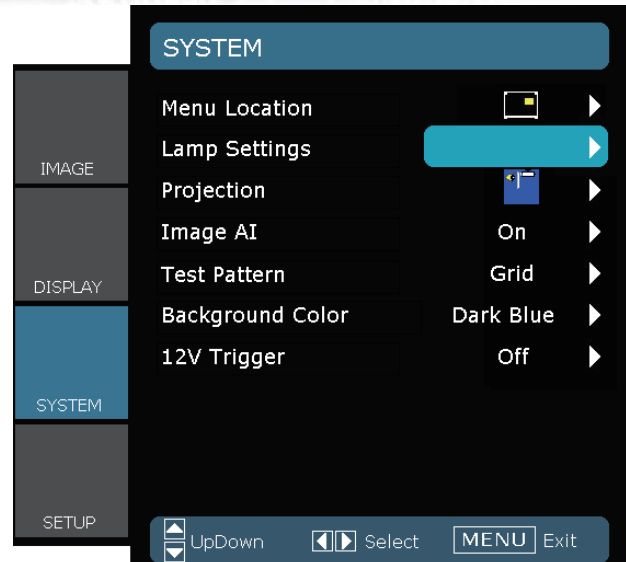 SYSTEM
Menu Location
Lamp Settings
IMAGE
Projection
Image AI On
Test Pattern Grid
DISPLAY
Background Color Dark Blue
12V Trigger Off
SYSTEM
SETUP
UpDown Select MENU Exit